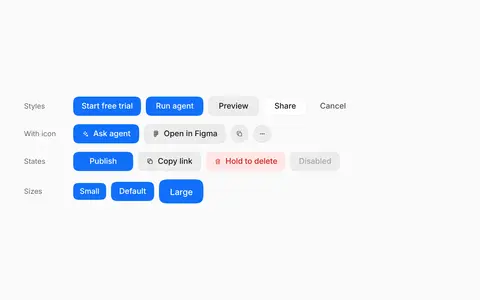 Styles Start free trial Run agent Preview Share Cancel
With icon Ask agent Open in Figma
States Publish Copy link Hold to delete Disabled
Sizes Small Default Large